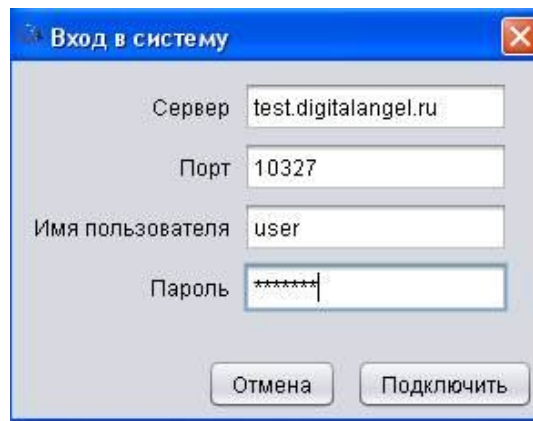 Вход в систему
Сервер test.digitalangel.ru
Порт 10327
Имя пользователя user
Пароль *******
Отмена Подключить